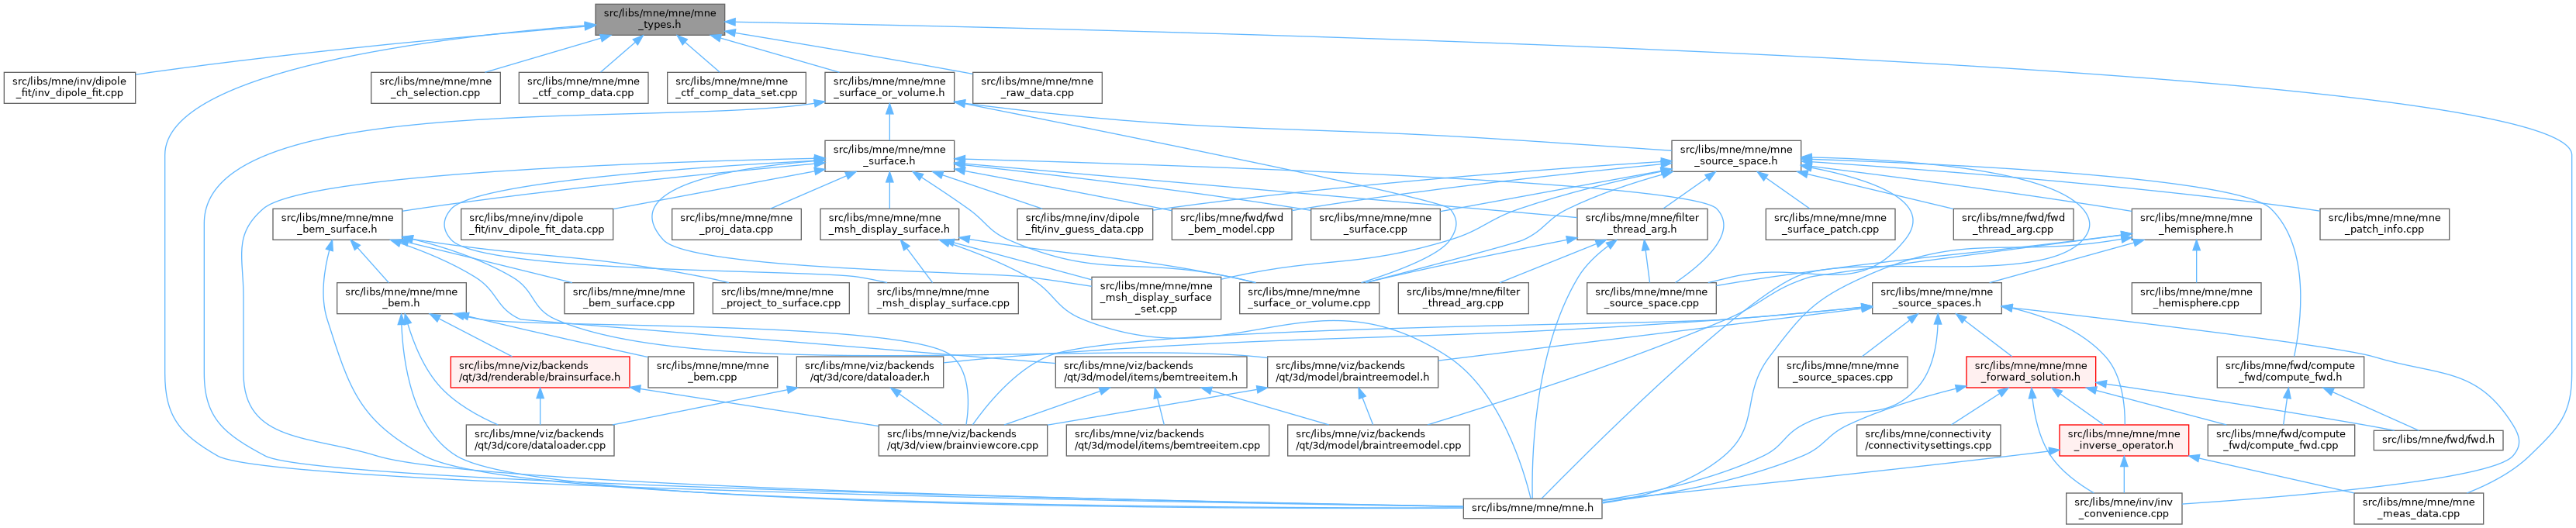 src/libs/mne/mne/mne
_types.h
src/libs/mne/inv/dipole
_fit/inv_dipole_fit.cpp
src/libs/mne/mne/mne
_ch_selection.cpp
src/libs/mne/mne/mne
_ctf_comp_data.cpp
src/libs/mne/mne/mne
_ctf_comp_data_set.cpp
src/libs/mne/mne/mne
_surface_or_volume.h
src/libs/mne/mne/mne
_raw_data.cpp
src/libs/mne/mne/mne
_surface.h
src/libs/mne/mne/mne
_source_space.h
src/libs/mne/mne/mne
_bem_surface.h
src/libs/mne/inv/dipole
_fit/inv_dipole_fit_data.cpp
src/libs/mne/mne/mne
_proj_data.cpp
src/libs/mne/mne/mne
_msh_display_surface.h
src/libs/mne/inv/dipole
_fit/inv_guess_data.cpp
src/libs/mne/fwd/fwd
_bem_model.cpp
src/libs/mne/mne/mne
_surface.cpp
src/libs/mne/mne/filter
_thread_arg.h
src/libs/mne/mne/mne
_surface_patch.cpp
src/libs/mne/fwd/fwd
_thread_arg.cpp
src/libs/mne/mne/mne
_hemisphere.h
src/libs/mne/mne/mne
_patch_info.cpp
src/libs/mne/mne/mne
_bem.h
src/libs/mne/mne/mne
_bem_surface.cpp
src/libs/mne/mne/mne
_project_to_surface.cpp
src/libs/mne/mne/mne
_msh_display_surface.cpp
src/libs/mne/mne/mne
_msh_display_surface
_set.cpp
src/libs/mne/mne/mne
_surface_or_volume.cpp
src/libs/mne/mne/filter
_thread_arg.cpp
src/libs/mne/mne/mne
_source_space.cpp
src/libs/mne/mne/mne
_source_spaces.h
src/libs/mne/mne/mne
_hemisphere.cpp
src/libs/mne/viz/backends
/qt/3d/renderable/brainsurface.h
src/libs/mne/mne/mne
_bem.cpp
src/libs/mne/viz/backends
/qt/3d/core/dataloader.h
src/libs/mne/viz/backends
/qt/3d/model/items/bemtreeitem.h
src/libs/mne/viz/backends
/qt/3d/model/braintreemodel.h
src/libs/mne/mne/mne
_source_spaces.cpp
src/libs/mne/mne/mne
_forward_solution.h
src/libs/mne/fwd/compute
_fwd/compute_fwd.h
src/libs/mne/viz/backends
/qt/3d/core/dataloader.cpp
src/libs/mne/viz/backends
/qt/3d/view/brainviewcore.cpp
src/libs/mne/viz/backends
/qt/3d/model/items/bemtreeitem.cpp
src/libs/mne/viz/backends
/qt/3d/model/braintreemodel.cpp
src/libs/mne/connectivity
/connectivitysettings.cpp
src/libs/mne/mne/mne
_inverse_operator.h
src/libs/mne/fwd/compute
_fwd/compute_fwd.cpp
src/libs/mne/fwd/fwd.h
src/libs/mne/mne/mne.h
src/libs/mne/inv/inv
_convenience.cpp
src/libs/mne/mne/mne
_meas_data.cpp